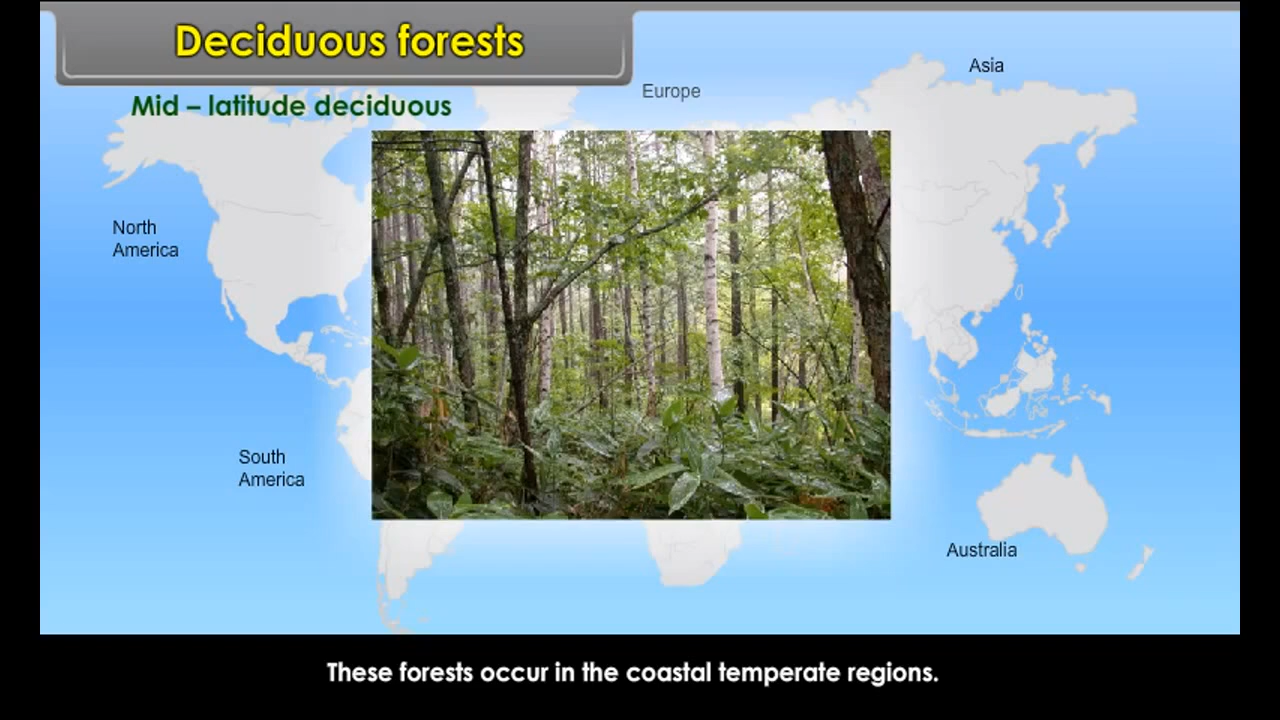 Deciduous forests
Mid – latitude deciduous
Europe
Asia
North
America
South
America
Australia
These forests occur in the coastal temperate regions.